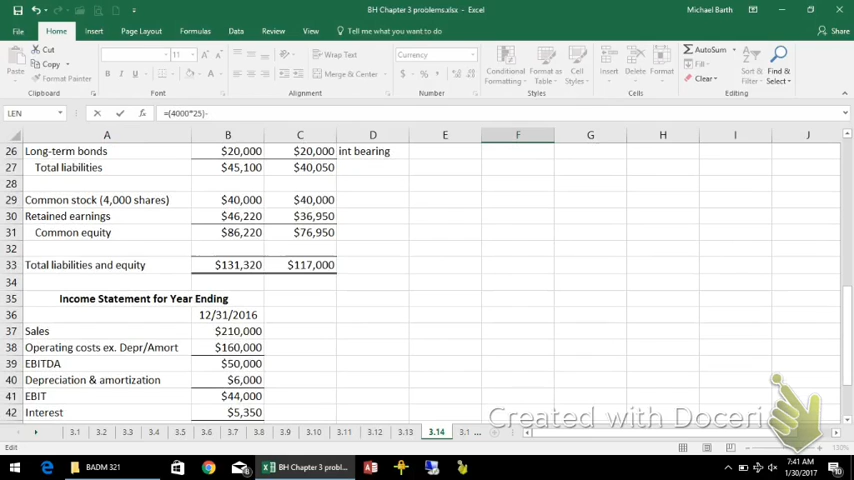 BH Chapter 3 problems.xlsx - Excel
Michael Barth
File Home Insert Page Layout Formulas Data Review View Tell me what you want to do Share
Cut
Copy
Format Painter
Paste
11
B I U
Wrap Text
Merge & Center
Currency
$ % ,
Conditional Formatting
Format as Table
Cell Styles
Insert Delete Format
AutoSum
Fill
Clear
Sort & Filter
Find & Select
Clipboard Font Alignment Number Styles Cells Editing
LEN =(4000*25)-
A B C D E F G H I J
26 Long-term bonds $20,000 $20,000 int bearing
27 Total liabilities $45,100 $40,050
28
29 Common stock (4,000 shares) $40,000 $40,000
30 Retained earnings $46,220 $36,950
31 Common equity $86,220 $76,950
32
33 Total liabilities and equity $131,320 $117,000
34
35 Income Statement for Year Ending
36 12/31/2016
37 Sales $210,000
38 Operating costs ex. Depr/Amort $160,000
39 EBITDA $50,000
40 Depreciation & amortization $6,000
41 EBIT $44,000
42 Interest $5,350
Created with Doceri
3.1 3.2 3.3 3.4 3.5 3.6 3.7 3.8 3.9 3.10 3.11 3.12 3.13 3.14 3.1 ...
Edit 130%
BADM 321
BH Chapter 3 probl...
7:41 AM
1/30/2017